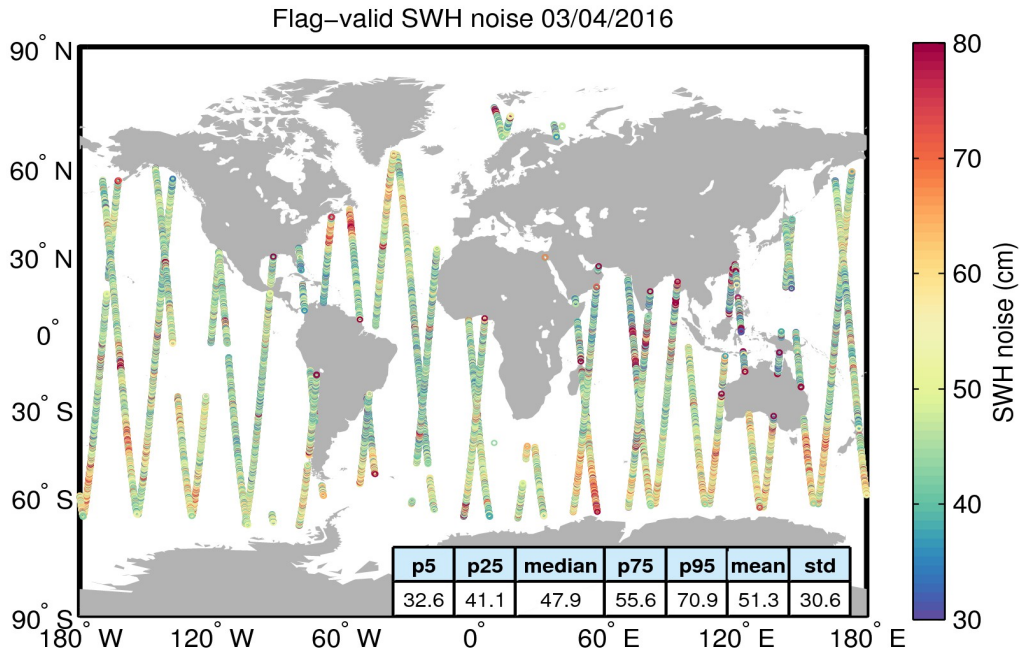 Flag−valid SWH noise 03/04/2016
90° N
60° N
30° N
0°
30° S
60° S
90° S
180° W 120° W 60° W 0° 60° E 120° E 180° E
p5 p25 median p75 p95 mean std
32.6 41.1 47.9 55.6 70.9 51.3 30.6
80
70
60
50
40
30
SWH noise (cm)